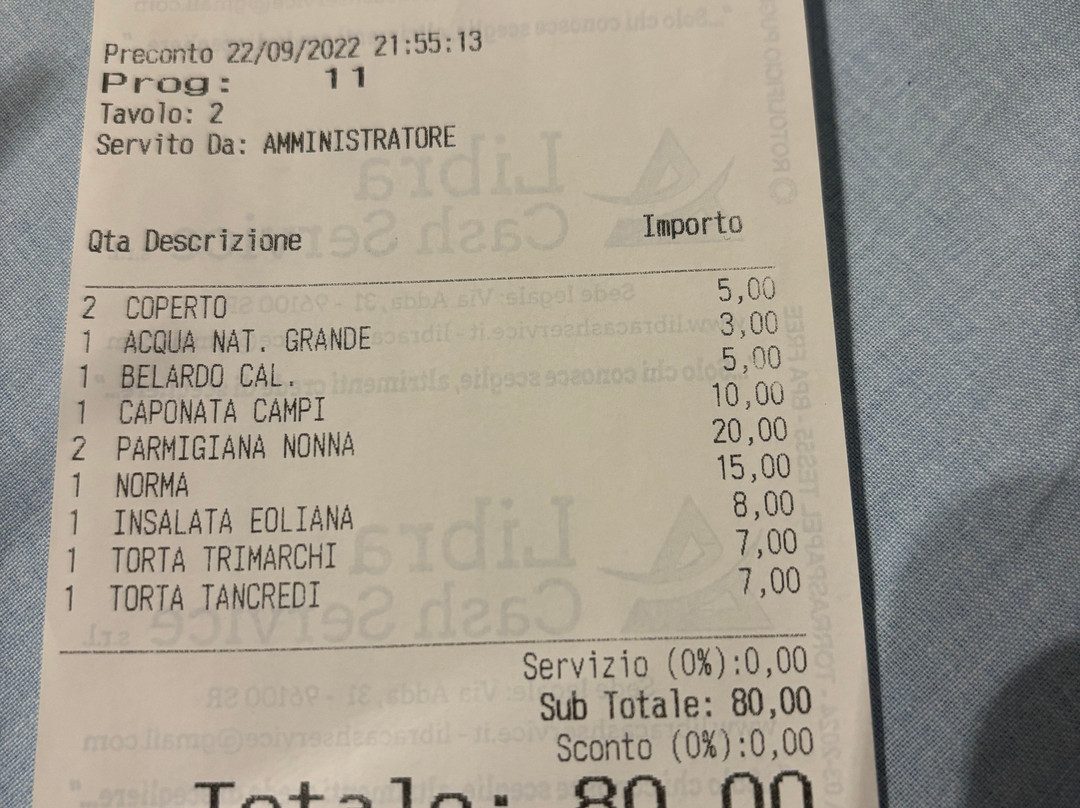 Preconto 22/09/2022 21:55:13
Prog: 11
Tavolo: 2
Servito Da: AMMINISTRATORE
Qta Descrizione Importo
2 COPERTO 5,00
1 ACQUA NAT. GRANDE 3,00
1 BELARDO CAL. 5,00
1 CAPONATA CAMPI 10,00
2 PARMIGIANA NONNA 20,00
1 NORMA 15,00
1 INSALATA EOLIANA 8,00
1 TORTA TRIMARCHI 7,00
1 TORTA TANCREDI 7,00
Servizio (0%):0,00
Sub Totale: 80,00
Sconto (0%):0,00
Totale: 80,00